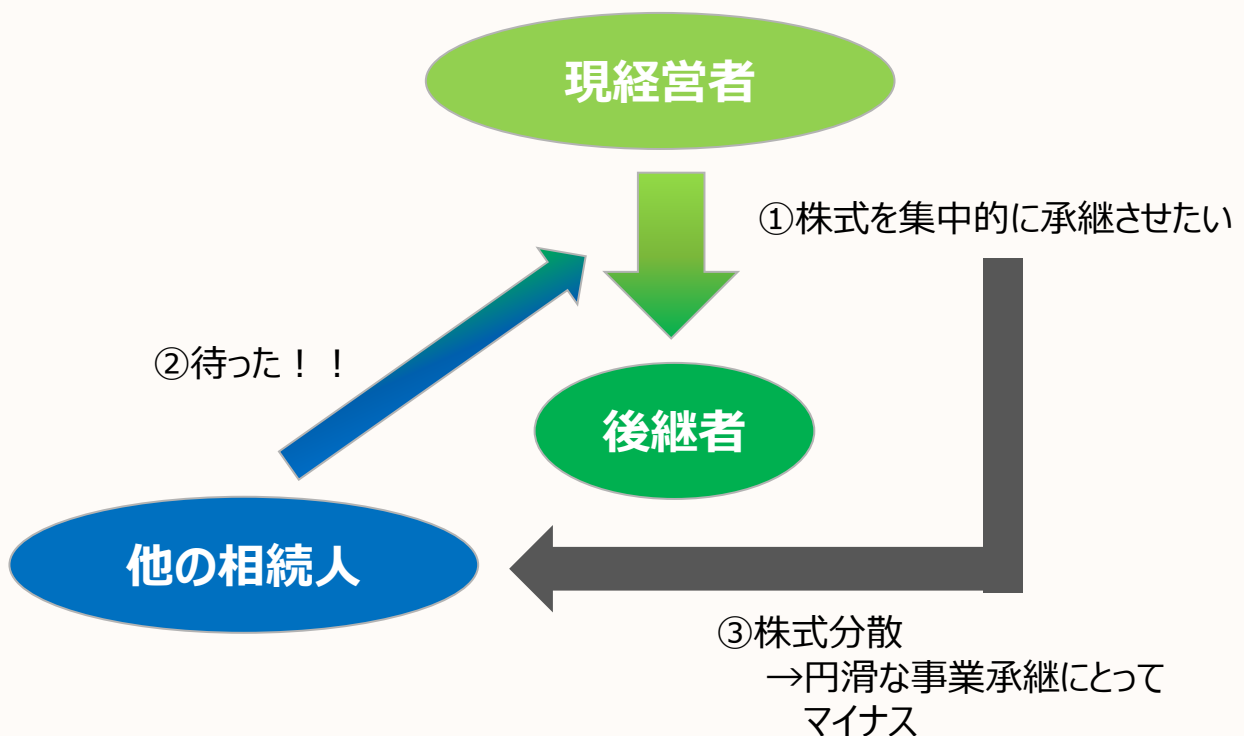 現経営者
①株式を集中的に承継させたい
②待った！！
後継者
他の相続人
③株式分散
→円滑な事業承継にとって
マイナス